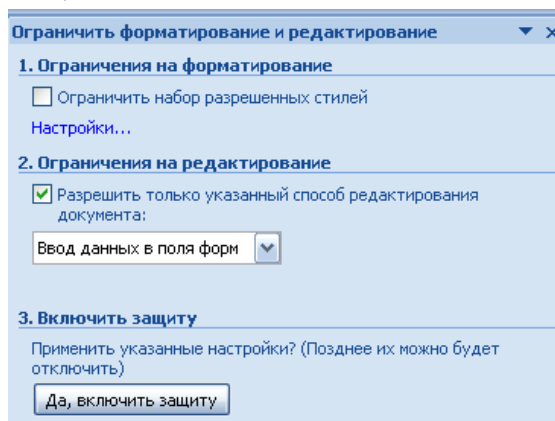 Ограничить форматирование и редактирование
1. Ограничения на форматирование
Ограничить набор разрешенных стилей
Настройки...
2. Ограничения на редактирование
Разрешить только указанный способ редактирования
документа:
Ввод данных в поля форм
3. Включить защиту
Применить указанные настройки? (Позднее их можно будет
отключить)
Да, включить защиту